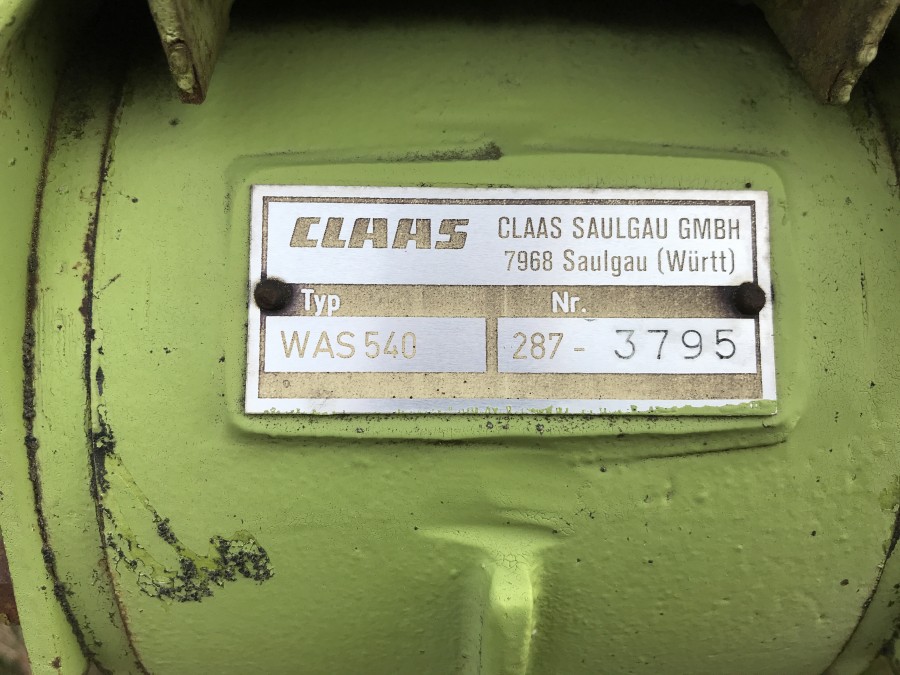 CLAAS
CLAAS SAULGAU GMBH
7968 Saulgau (Württ)
Typ Nr.
WAS 540 287 - 3795